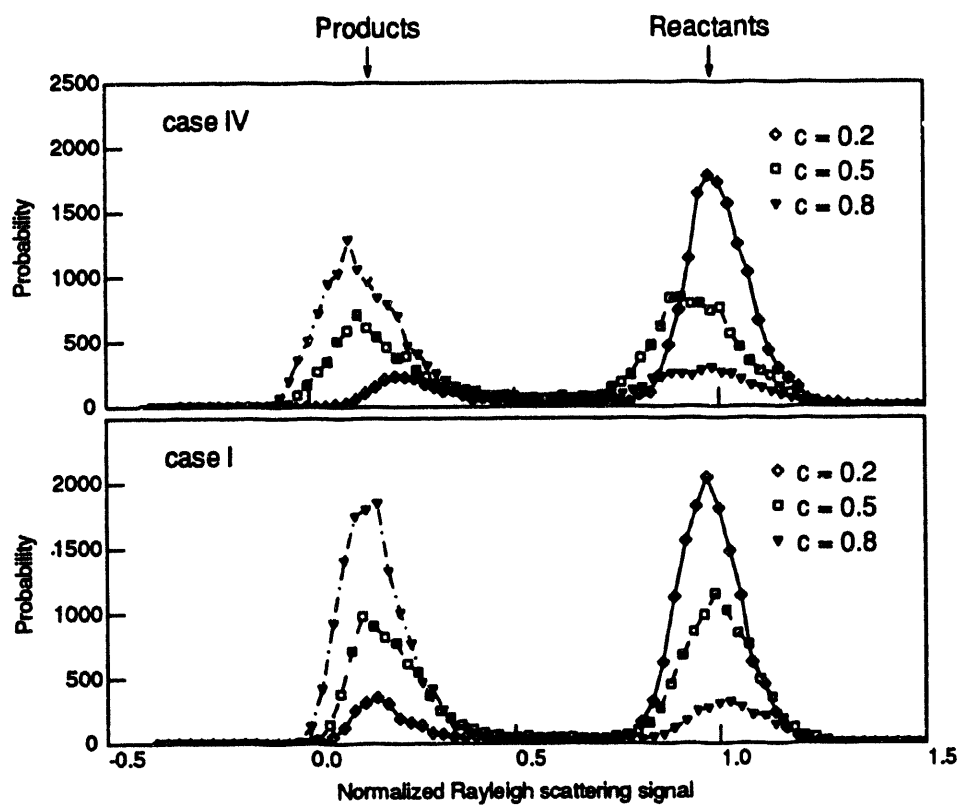 Products
Reactants
2500
case IV
2000
1500
1000
500
0
Probability
c = 0.2
c = 0.5
c = 0.8
case I
2000
1500
1000
500
0
Probability
c = 0.2
c = 0.5
c = 0.8
-0.5
0.0
0.5
1.0
1.5
Normalized Rayleigh scattering signal